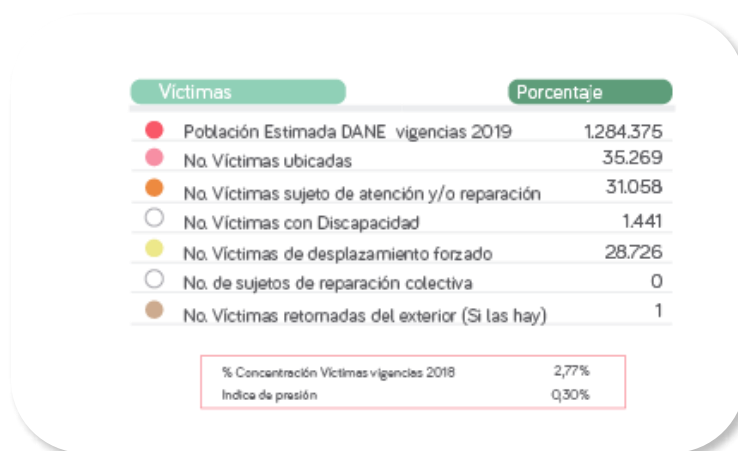 Víctimas Porcentaje
Población Estimada DANE vigencias 2019 1.284.375
No. Víctimas ubicadas 35.269
No. Víctimas sujeto de atención y/o reparación 31.058
No. Víctimas con Discapacidad 1.441
No. Víctimas de desplazamiento forzado 28.726
No. de sujetos de reparación colectiva 0
No. Víctimas retornadas del exterior (Si las hay) 1
% Concentración Víctimas vigencias 2018 2,77%
Indice de presión 0,30%